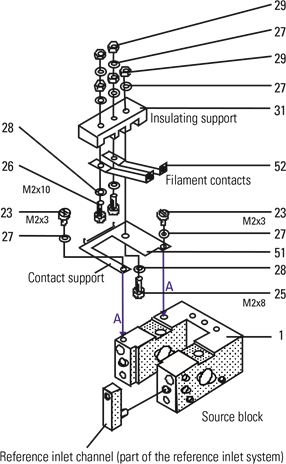 29
27
29
27
31
Insulating support
28
52
26
Filament contacts
M2x10
23
M2x3
23
M2x3
27
27
51
Contact support
28
25
M2x8
A
A
1
Source block
Reference inlet channel (part of the reference inlet system)